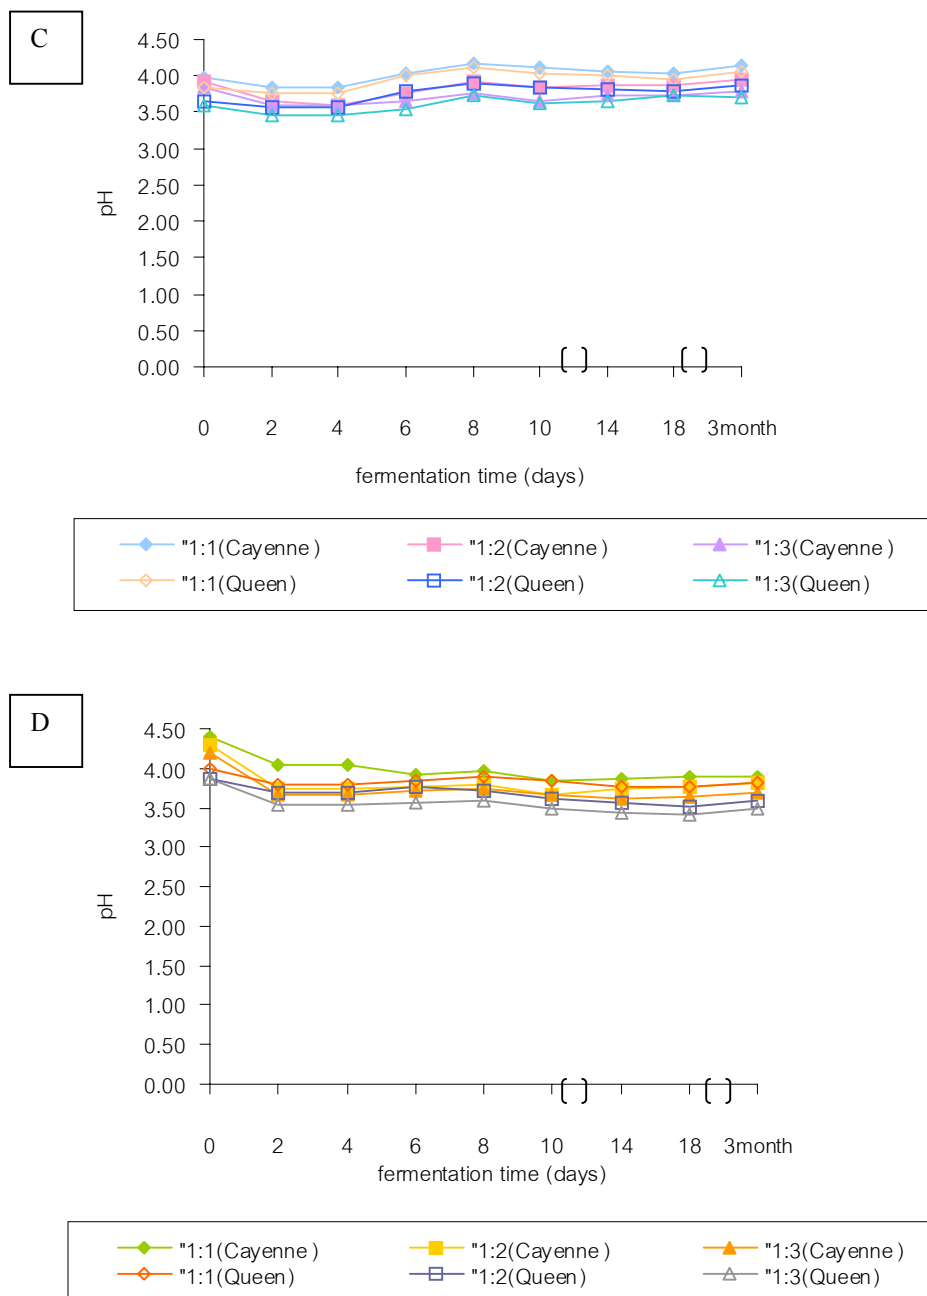 C
4.50
4.00
3.50
3.00
2.50
2.00
1.50
1.00
0.50
0.00
pH
0 2 4 6 8 10 14 18 3month
fermentation time (days)
"1:1(Cayenne) "1:2(Cayenne) "1:3(Cayenne)
"1:1(Queen) "1:2(Queen) "1:3(Queen)
D
4.50
4.00
3.50
3.00
2.50
2.00
1.50
1.00
0.50
0.00
pH
0 2 4 6 8 10 14 18 3month
fermentation time (days)
"1:1(Cayenne) "1:2(Cayenne) "1:3(Cayenne)
"1:1(Queen) "1:2(Queen) "1:3(Queen)